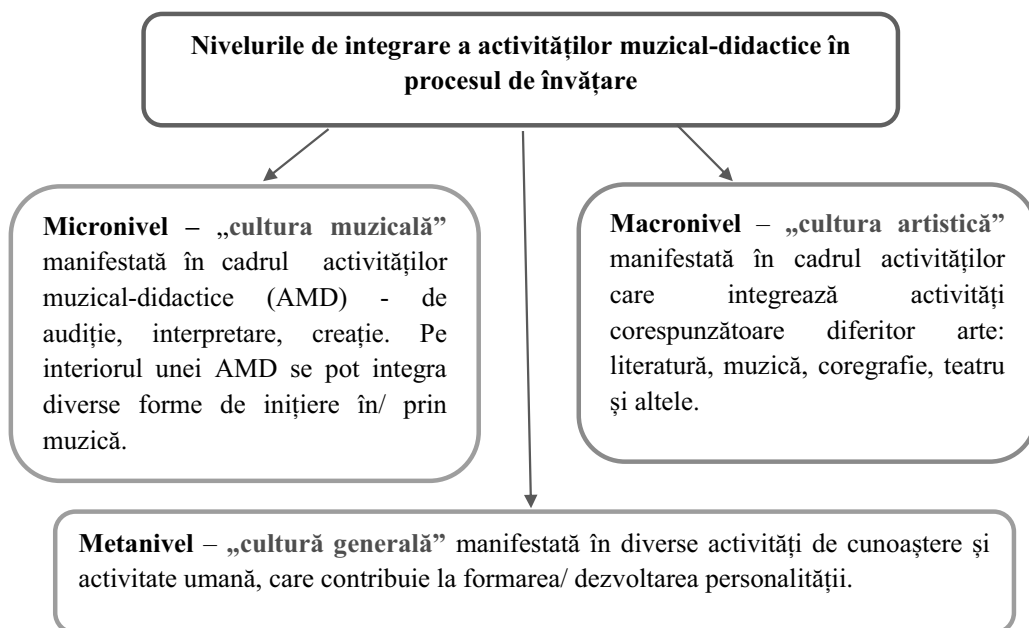 Nivelurile de integrare a activităților muzical-didactice în
procesul de învățare
Micronivel – „cultura muzicală”
manifestată în cadrul activităților
muzical-didactice (AMD) - de
audiție, interpretare, creație. Pe
interiorul unei AMD se pot integra
diverse forme de inițiere în/ prin
muzică.
Macronivel – „cultura artistică”
manifestată în cadrul activităților
care integrează activități
corespunzătoare diferitor arte:
literatură, muzică, coregrafie, teatru
și altele.
Metanivel – „cultură generală” manifestată în diverse activități de cunoaștere și
activitate umană, care contribuie la formarea/ dezvoltarea personalității.